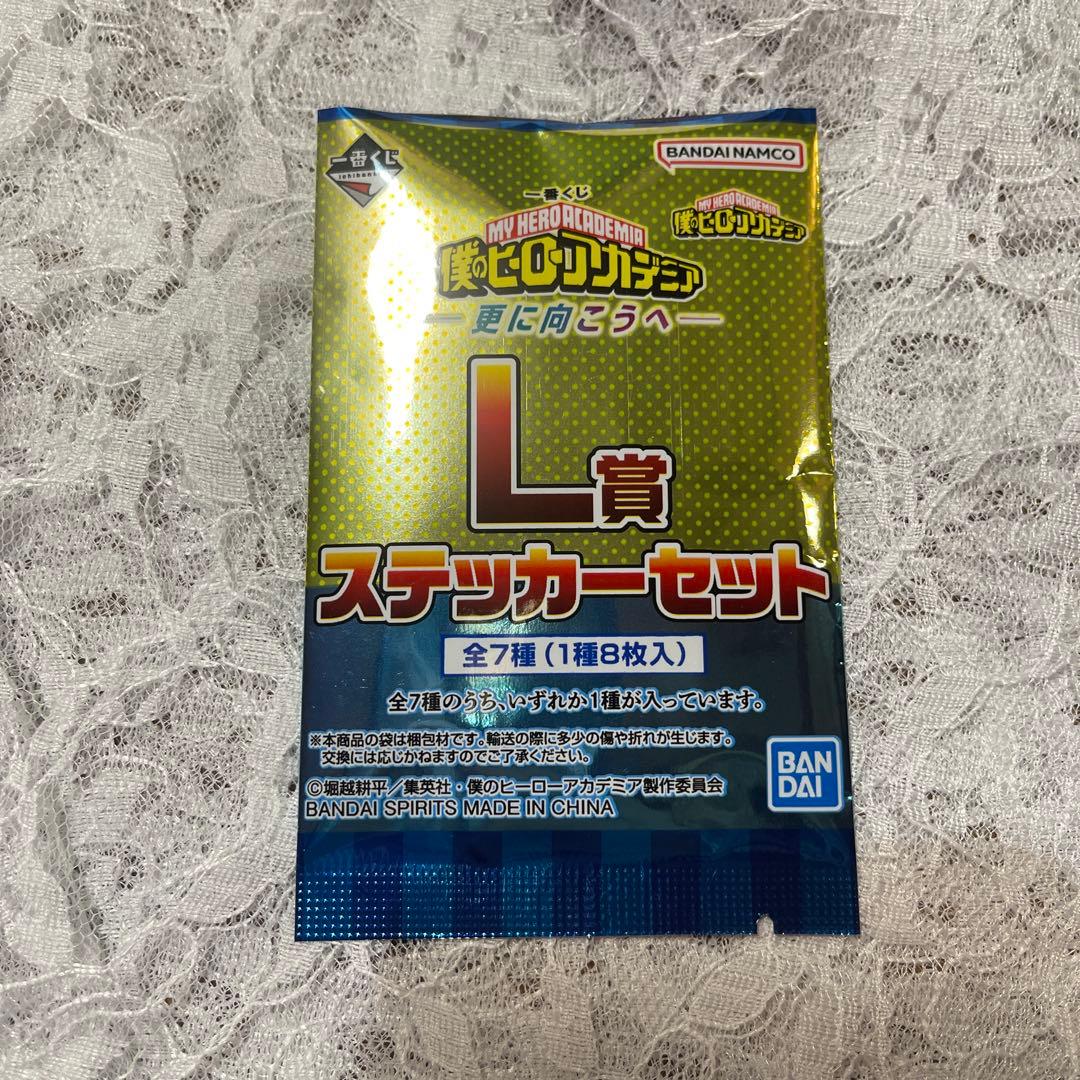 一番くじ
BANDAI NAMCO
一番くじ
MY HERO ACADEMIA
僕のヒーローアカデミア
MY HERO ACADEMIA
僕のヒーローアカデミア
―更に向こうへ―
L賞
ステッカーセット
全7種(1種8枚入)
全7種のうち、いずれか1種が入っています。
※本商品の袋は梱包材です。輸送の際に多少の傷や折れが生じます。
交換には応じかねますのでご了承ください。
©堀越耕平/集英社・僕のヒーローアカデミア製作委員会
BANDAI SPIRITS MADE IN CHINA
BAN
DAI